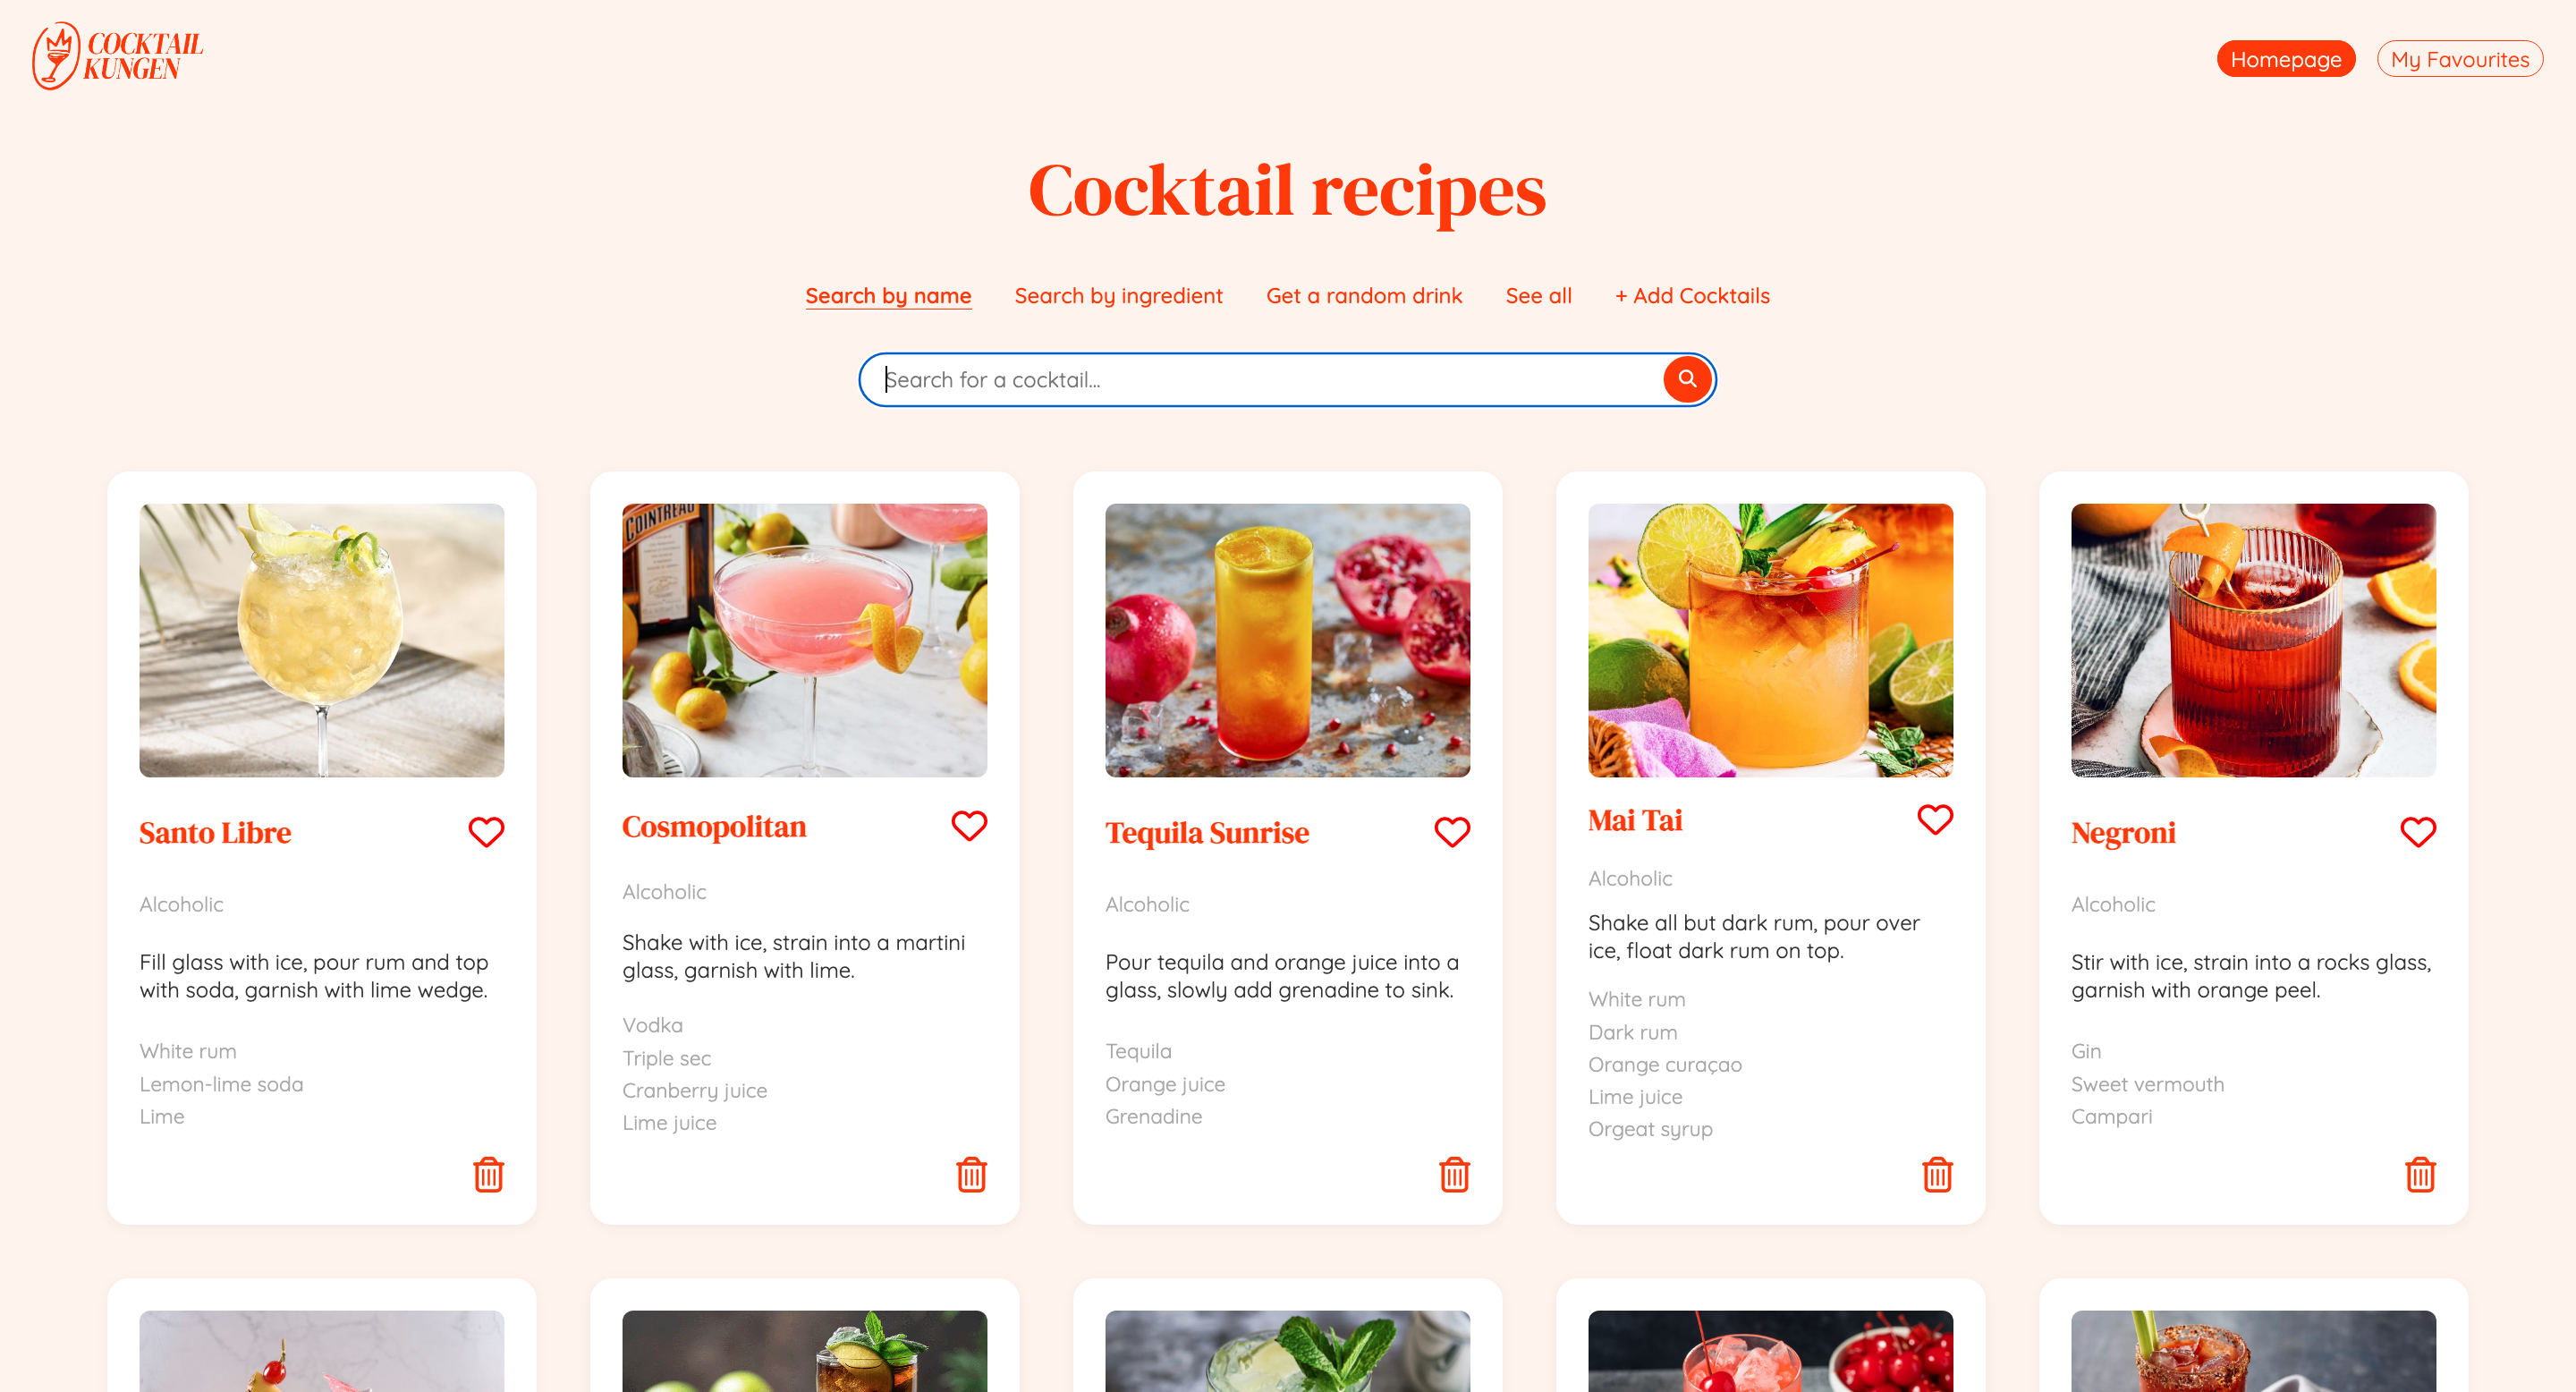 COCKTAIL
KUNGEN
Homepage
My Favourites
Cocktail recipes
Search by name
Search by ingredient
Get a random drink
See all
+ Add Cocktails
Search for a cocktail...
COINTREAU
Santo Libre
Alcoholic
Fill glass with ice, pour rum and top
with soda, garnish with lime wedge.
White rum
Lemon-lime soda
Lime
Cosmopolitan
Alcoholic
Shake with ice, strain into a martini
glass, garnish with lime.
Vodka
Triple sec
Cranberry juice
Lime juice
Tequila Sunrise
Alcoholic
Pour tequila and orange juice into a
glass, slowly add grenadine to sink.
Tequila
Orange juice
Grenadine
Mai Tai
Alcoholic
Shake all but dark rum, pour over
ice, float dark rum on top.
White rum
Dark rum
Orange curaçao
Lime juice
Orgeat syrup
Negroni
Alcoholic
Stir with ice, strain into a rocks glass,
garnish with orange peel.
Gin
Sweet vermouth
Campari